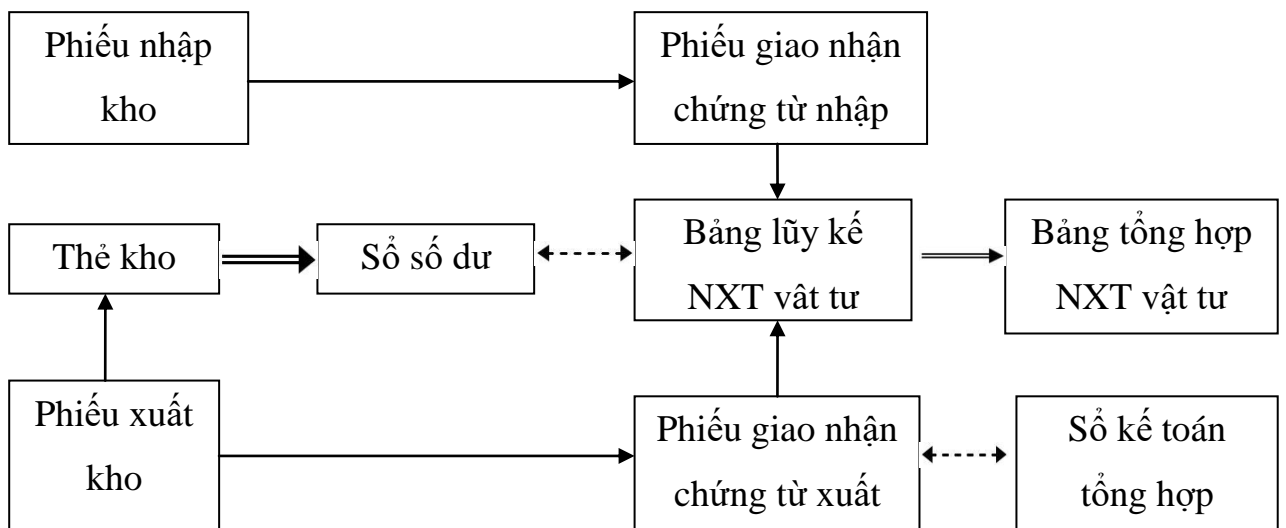 Phiếu nhập
kho
Phiếu giao nhận
chứng từ nhập
Thẻ kho
Sổ số dư
Bảng lũy kế
NXT vât tư
Bảng tổng hợp
NXT vật tư
Phiếu xuất
kho
Phiếu giao nhận
chứng từ xuất
Sổ kế toán
tổng hợp